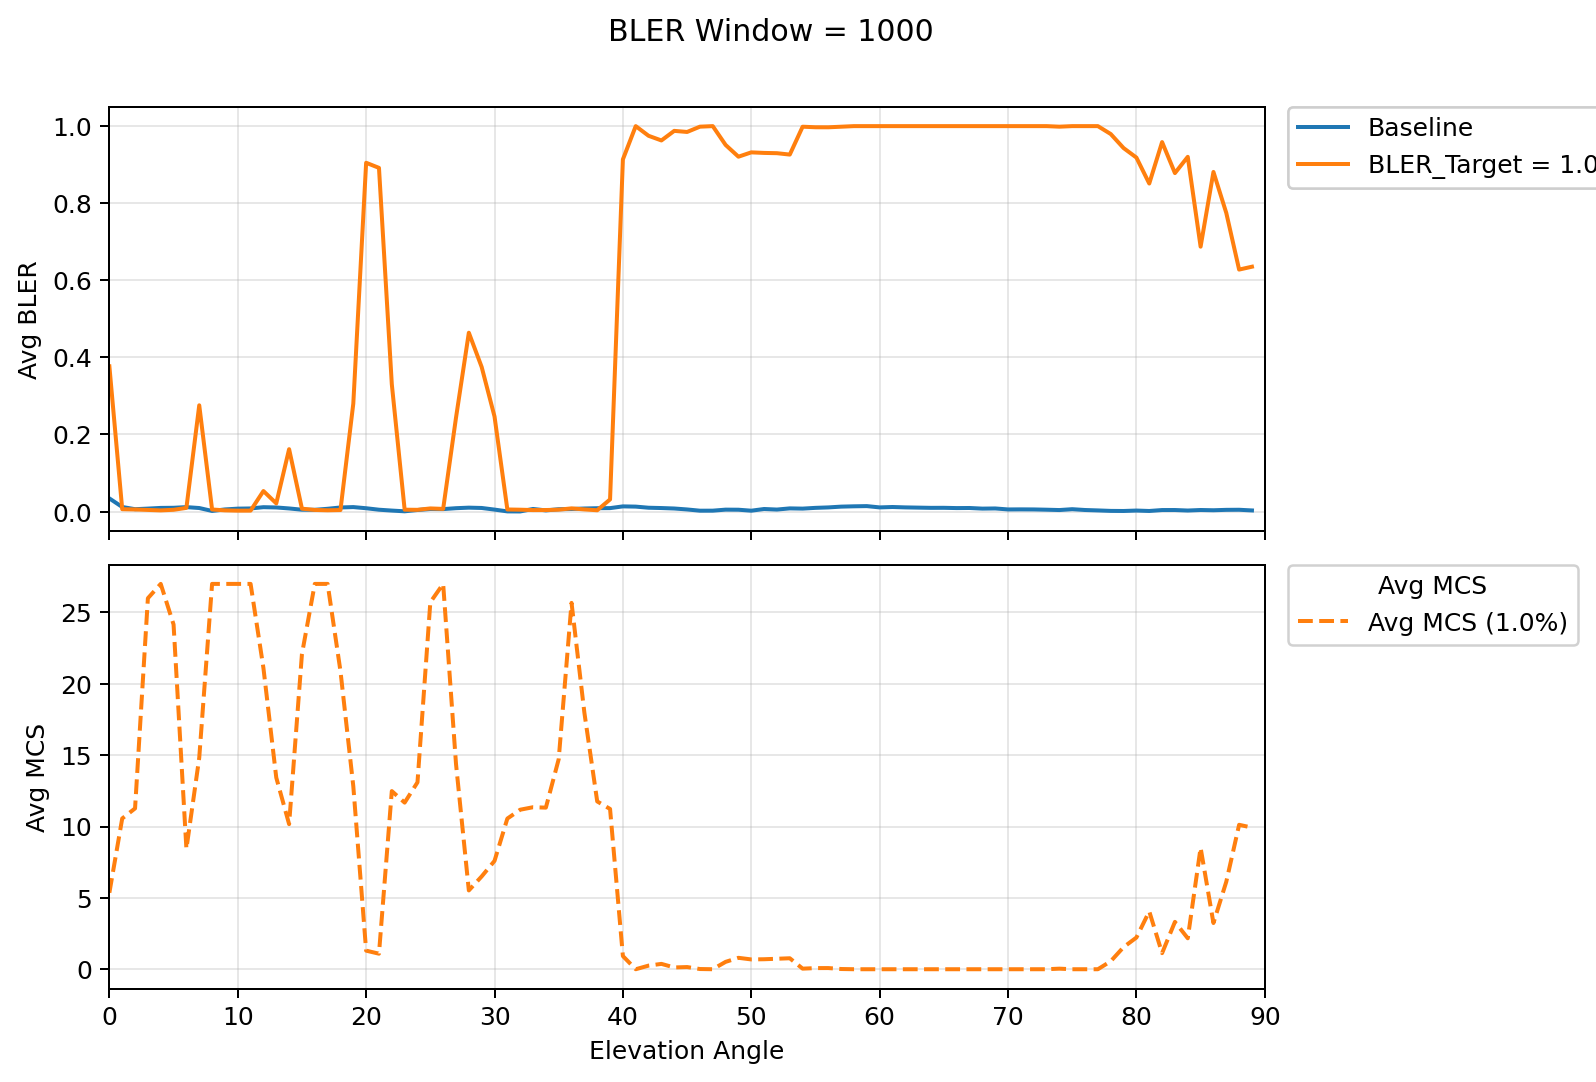 BLER Window = 1000
Baseline
BLER_Target = 1.0
1.0
0.8
0.6
0.4
0.2
0.0
Avg BLER
Avg MCS
Avg MCS (1.0%)
25
20
15
10
5
0
Avg MCS
0 10 20 30 40 50 60 70 80 90
Elevation Angle